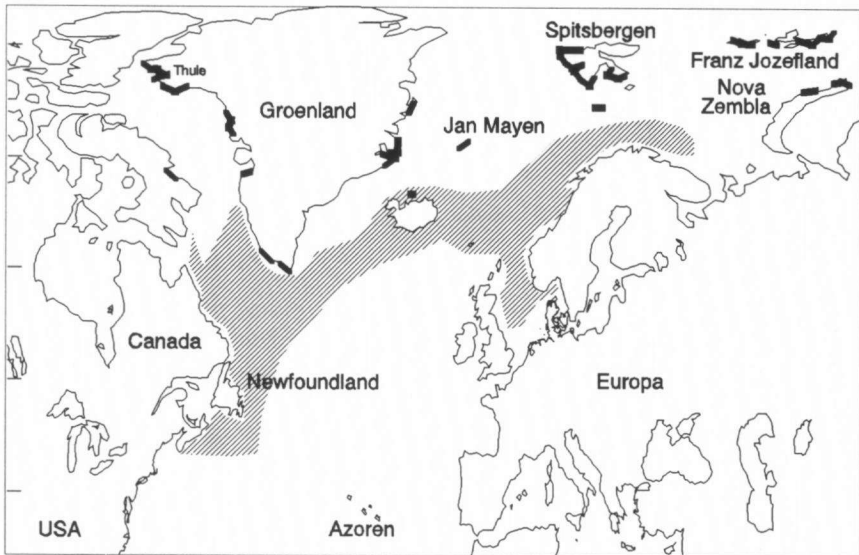 Spitsbergen
Franz Jozefland
Thule
Nova
Zembla
Groenland
Jan Mayen
Canada
Newfoundland
Europa
USA
Azoren